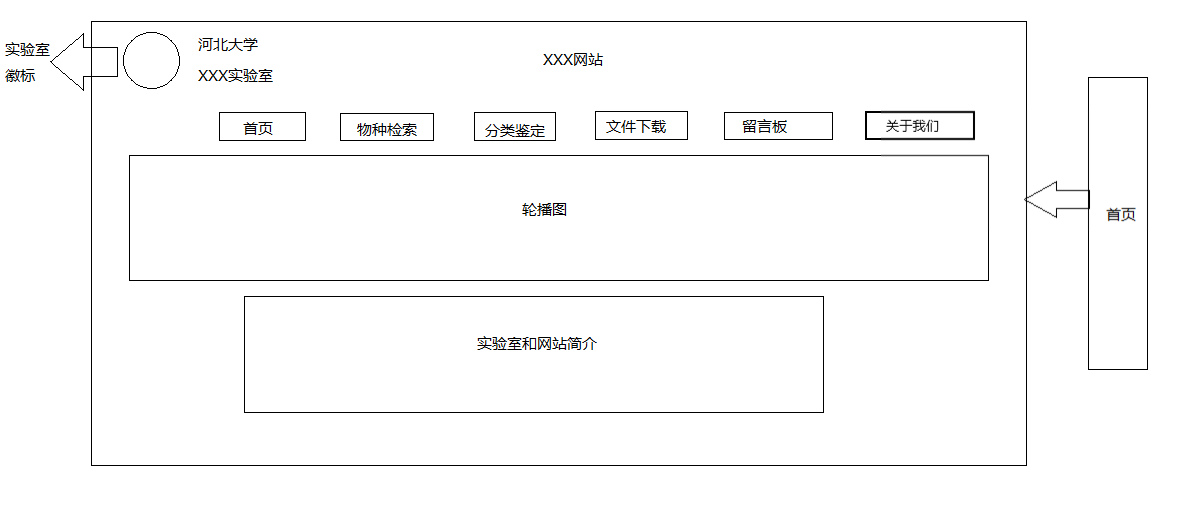 实验室
徽标
河北大学
XXX实验室
XXX网站
首页
物种检索
分类鉴定
文件下载
留言板
关于我们
轮播图
首页
实验室和网站简介